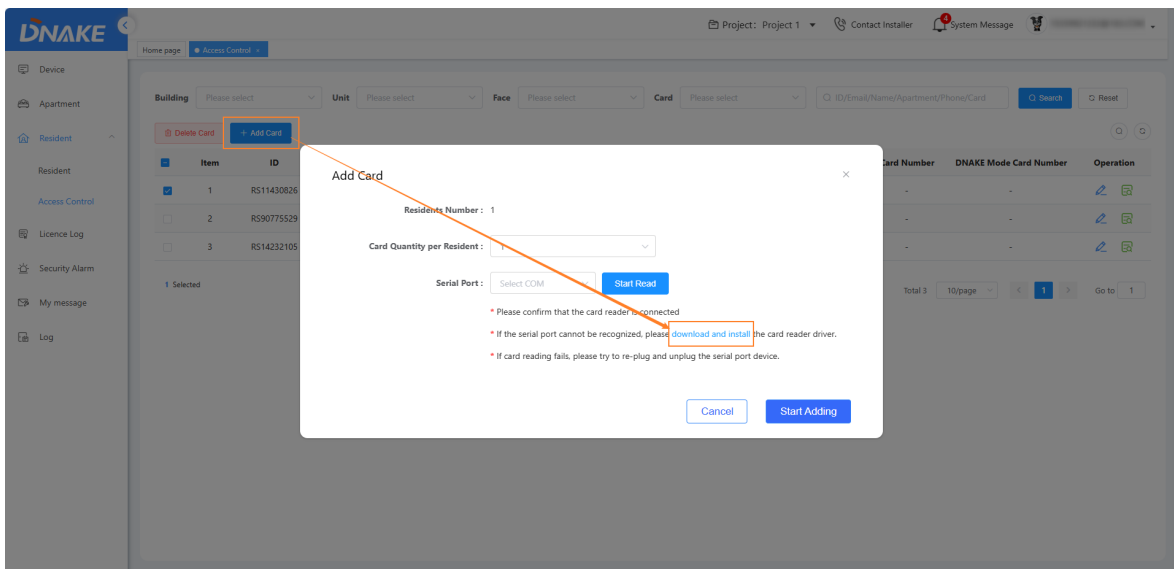 DNAKE
Project: Project 1
Contact Installer
4
System Message
Home page
Access Control ×
Device
Apartment
Resident
Resident
Access Control
Licence Log
Security Alarm
My message
Log
Building Please select Unit Please select Face Please select Card Please select ID/Email/Name/Apartment/Phone/Card Search Reset
Delete Card + Add Card
Item ID Card Number DNAKE Mode Card Number Operation
1 RS11430826 - -
2 RS90775529 - -
3 RS14232105 - -
1 Selected
Total 3 10/page < 1 > Go to 1
Add Card ×
Residents Number : 1
Card Quantity per Resident : 1
Serial Port : Select COM Start Read
* Please confirm that the card reader is connected
* If the serial port cannot be recognized, please download and install the card reader driver.
* If card reading fails, please try to re-plug and unplug the serial port device.
Cancel Start Adding